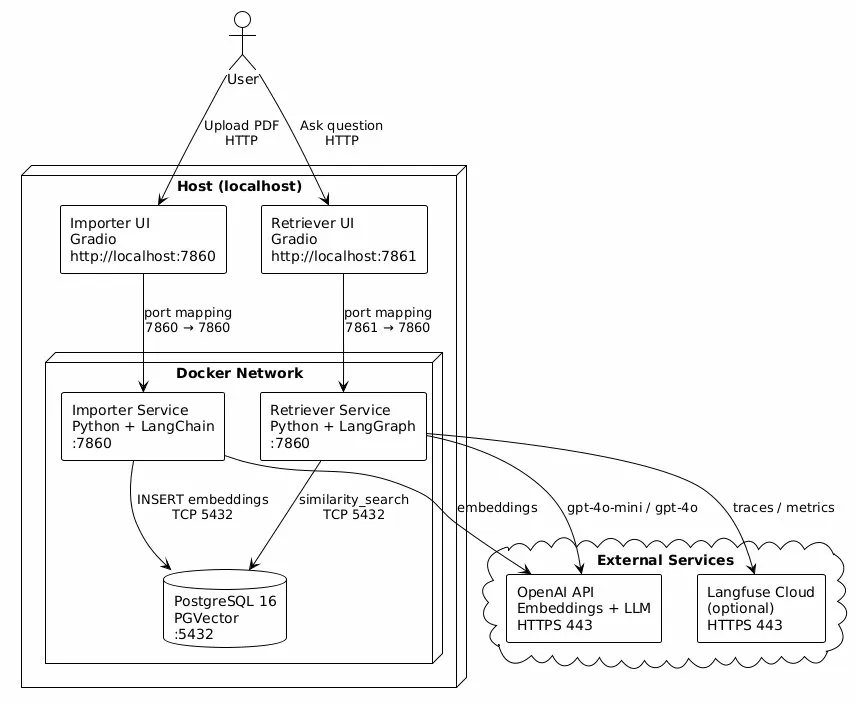 User
Upload PDF
HTTP
Ask question
HTTP
Host (localhost)
Importer UI
Gradio
http://localhost:7860
Retriever UI
Gradio
http://localhost:7861
port mapping
7860 → 7860
port mapping
7861 → 7860
Docker Network
Importer Service
Python + LangChain
:7860
Retriever Service
Python + LangGraph
:7860
INSERT embeddings
TCP 5432
similarity_search
TCP 5432
embeddings
gpt-4o-mini / gpt-4o
traces / metrics
External Services
PostgreSQL 16
PGVector
:5432
OpenAI API
Embeddings + LLM
HTTPS 443
Langfuse Cloud
(optional)
HTTPS 443